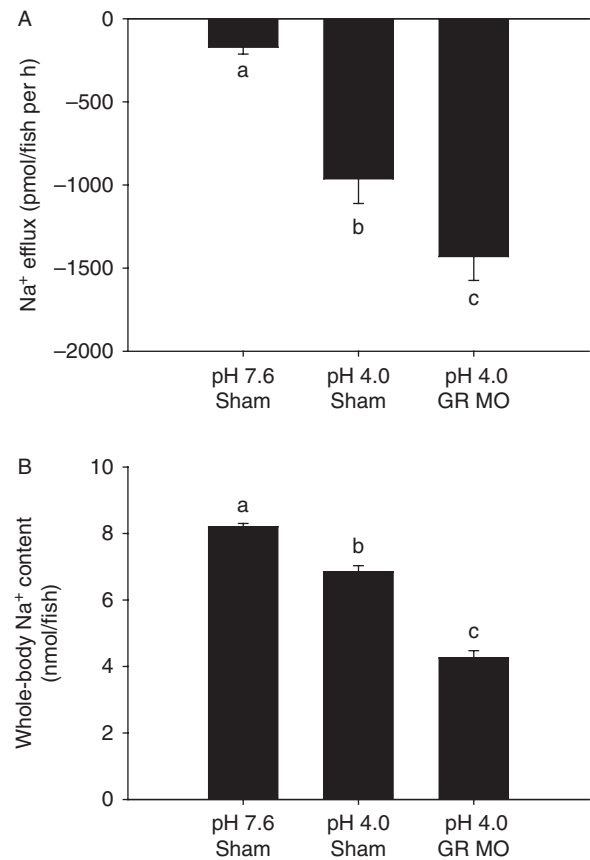 A
Na⁺ efflux (pmol/fish per h)
0
–500
–1000
–1500
–2000
a
b
c
pH 7.6 Sham
pH 4.0 Sham
pH 4.0 GR MO
B
Whole-body Na⁺ content
(nmol/fish)
10
8
6
4
2
0
a
b
c
pH 7.6 Sham
pH 4.0 Sham
pH 4.0 GR MO